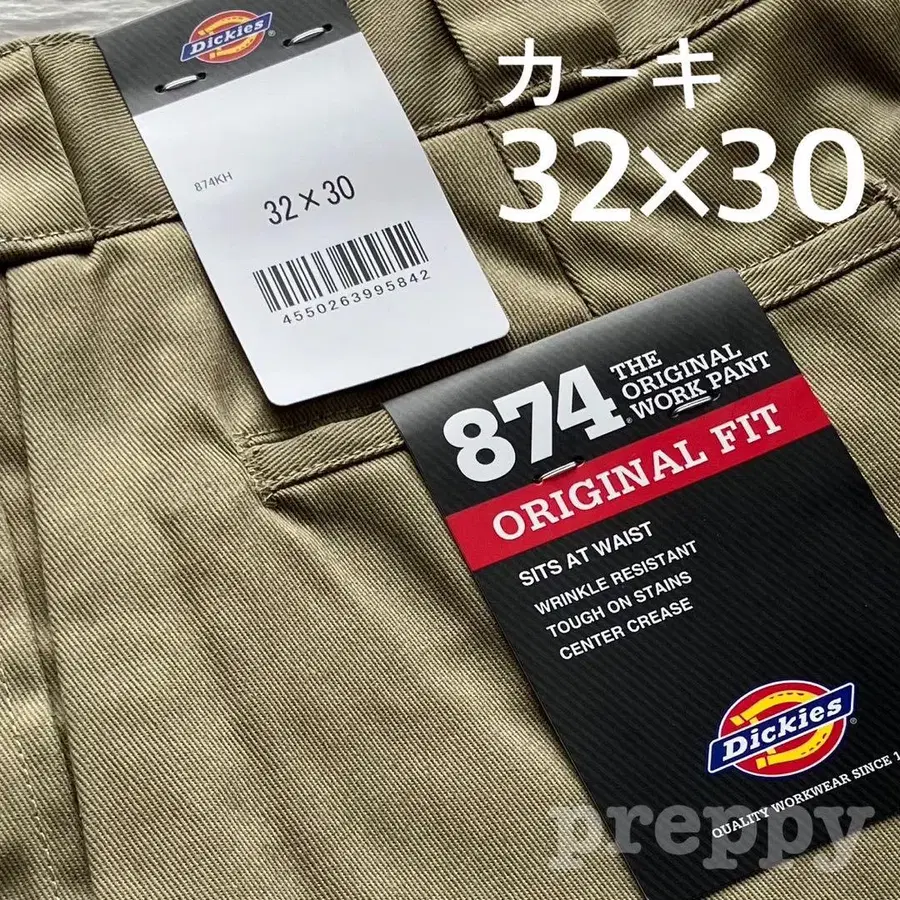 Dickies
カーキ
32×30
874KH
32×30
4550263995842
874
THE
ORIGINAL
WORK PANT
ORIGINAL FIT
SITS AT WAIST
WRINKLE RESISTANT
TOUGH ON STAINS
CENTER CREASE
Dickies
QUALITY WORKWEAR SINCE 1
preppy